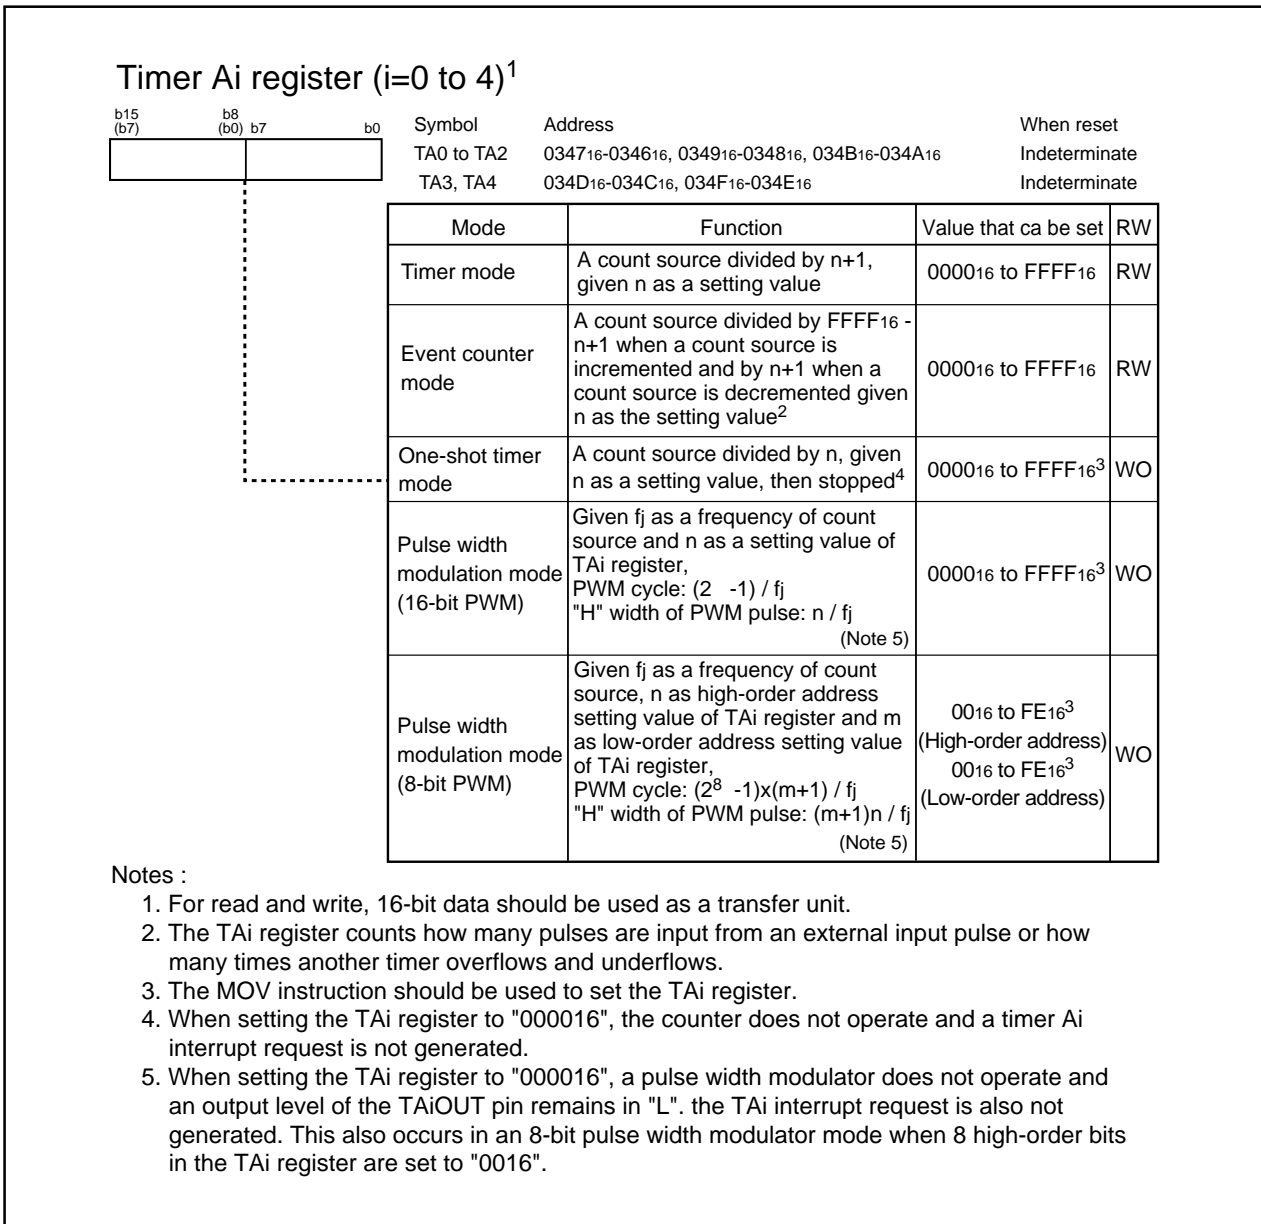 Timer Ai register (i=0 to 4)1
b15 b8
(b7) (b0) b7 b0
Symbol Address When reset
TA0 to TA2 034716-034616, 034916-034816, 034B16-034A16 Indeterminate
TA3, TA4 034D16-034C16, 034F16-034E16 Indeterminate
Mode Function Value that ca be set RW
Timer mode
A count source divided by n+1,
given n as a setting value
000016 to FFFF16 RW
Event counter
mode
A count source divided by FFFF16 -
n+1 when a count source is
incremented and by n+1 when a
count source is decremented given
n as the setting value2
000016 to FFFF16 RW
One-shot timer
mode
A count source divided by n, given
n as a setting value, then stopped4
000016 to FFFF163 WO
Pulse width
modulation mode
(16-bit PWM)
Given fj as a frequency of count
source and n as a setting value of
TAi register,
PWM cycle: (2 -1) / fj
"H" width of PWM pulse: n / fj
(Note 5)
000016 to FFFF163 WO
Pulse width
modulation mode
(8-bit PWM)
Given fj as a frequency of count
source, n as high-order address
setting value of TAi register and m
as low-order address setting value
of TAi register,
PWM cycle: (28 -1)x(m+1) / fj
"H" width of PWM pulse: (m+1)n / fj
(Note 5)
0016 to FE163
(High-order address)
0016 to FE163
(Low-order address)
WO
Notes :
1. For read and write, 16-bit data should be used as a transfer unit.
2. The TAi register counts how many pulses are input from an external input pulse or how
many times another timer overflows and underflows.
3. The MOV instruction should be used to set the TAi register.
4. When setting the TAi register to "000016", the counter does not operate and a timer Ai
interrupt request is not generated.
5. When setting the TAi register to "000016", a pulse width modulator does not operate and
an output level of the TAiOUT pin remains in "L". the TAi interrupt request is also not
generated. This also occurs in an 8-bit pulse width modulator mode when 8 high-order bits
in the TAi register are set to "0016".